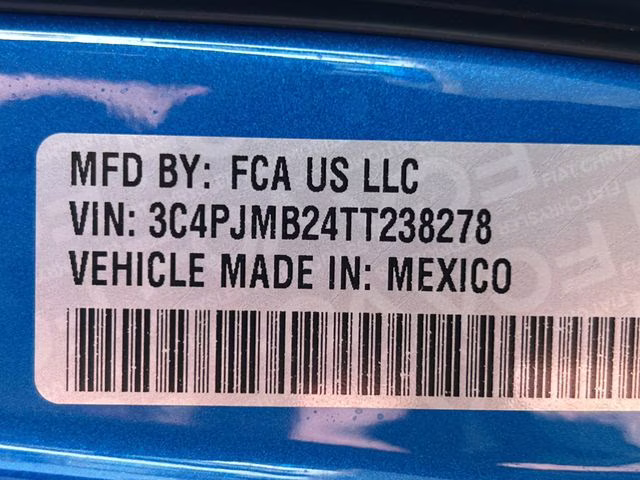 MFD BY: FCA US LLC
VIN: 3C4PJMB24TT238278
VEHICLE MADE IN: MEXICO